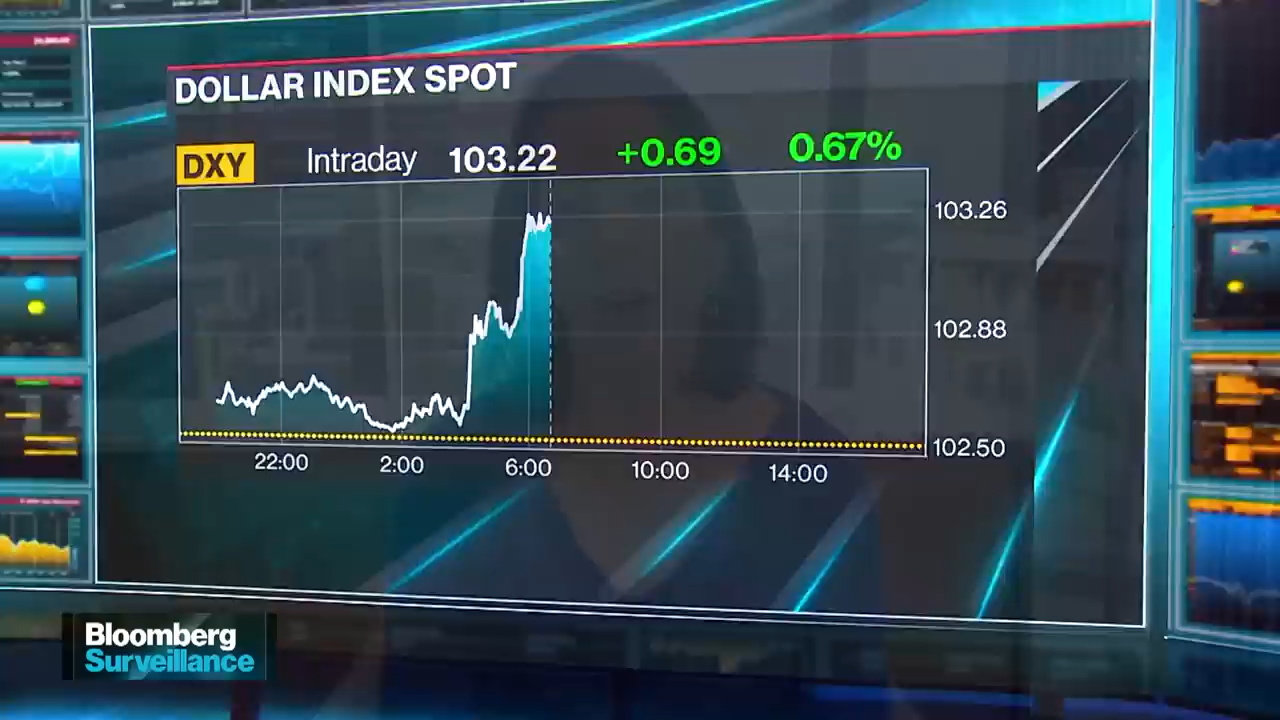 DOLLAR INDEX SPOT
DXY Intraday 103.22 +0.69 0.67%
103.26
102.88
102.50
22:00 2:00 6:00 10:00 14:00
Bloomberg
Surveillance